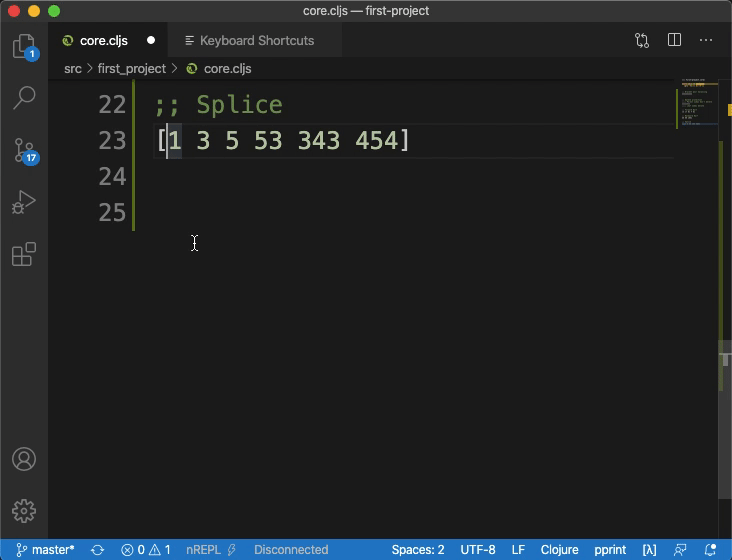 core.cljs — first-project
core.cljs
Keyboard Shortcuts
src > first_project > core.cljs
1
17
22 ;; Splice
23 [1 3 5 53 343 454]
24
25
master* 0 1 nREPL Disconnected Spaces: 2 UTF-8 LF Clojure pprint [λ]